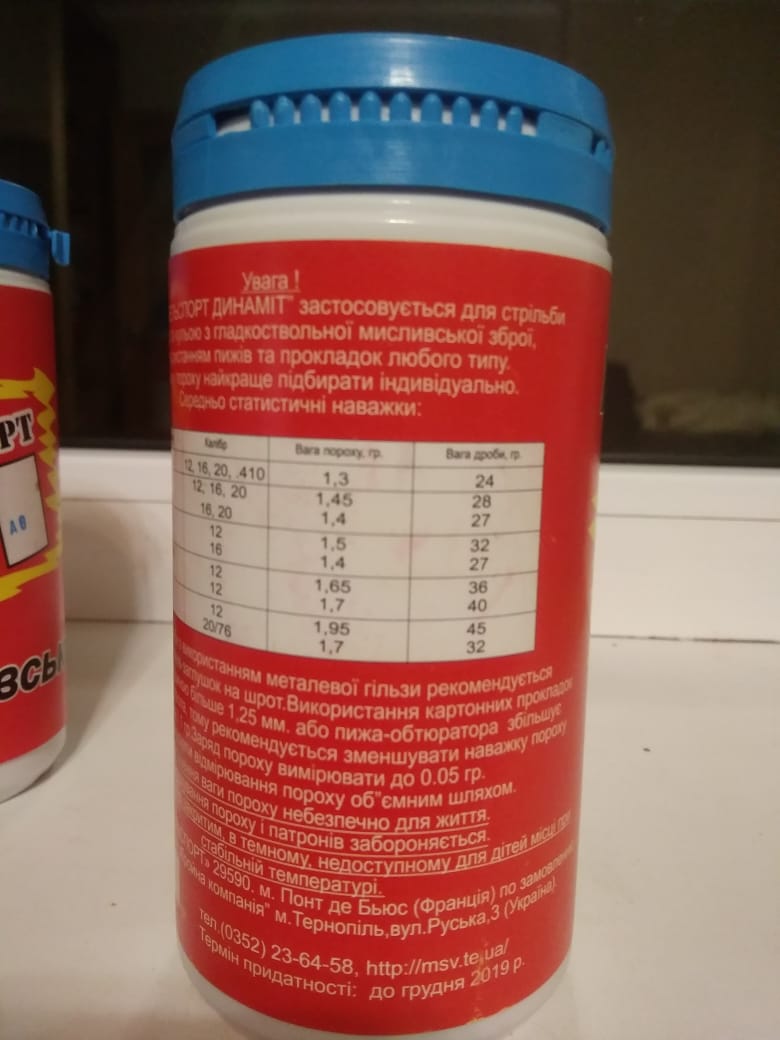 Увага !
ДИНАМІТ" застосовується для стрільби
кулею з гладкоствольної мисливської зброї,
пижів та прокладок любого типу.
пороху найкраще підбирати індивідуально.
Середньо статистичні наважки:
Калібр Вага пороху, гр. Вага дроби, гр.
12, 16, 20, .410 1,3 24
12, 16, 20 1,45 28
16, 20 1,4 27
12 1,5 32
16 1,4 27
12 1,65 36
12 1,7 40
12 1,95 45
20/76 1,7 32
використанням металевої гільзи рекомендується
на шрот.Використання картонних прокладок
більше 1,25 мм. або пижа-обтюратора збільшує
тому рекомендується зменшувати наважку пороху
гр.Заряд пороху вимірювати до 0.05 гр.
відмірювання пороху об"ємним шляхом.
ваги пороху небезпечно для життя.
пороху і патронів забороняється.
в темному, недоступному для дітей місці при
стабільній температурі.
29590. м. Понт де Бьюс (Франція) по замовленню
компанія" м.Тернопіль,вул.Руська,3 (Україна).
тел.(0352) 23-64-58, http://msv.te.ua/
Термін придатності: до грудня 2019 р.
РТ
А0
ВСЬК